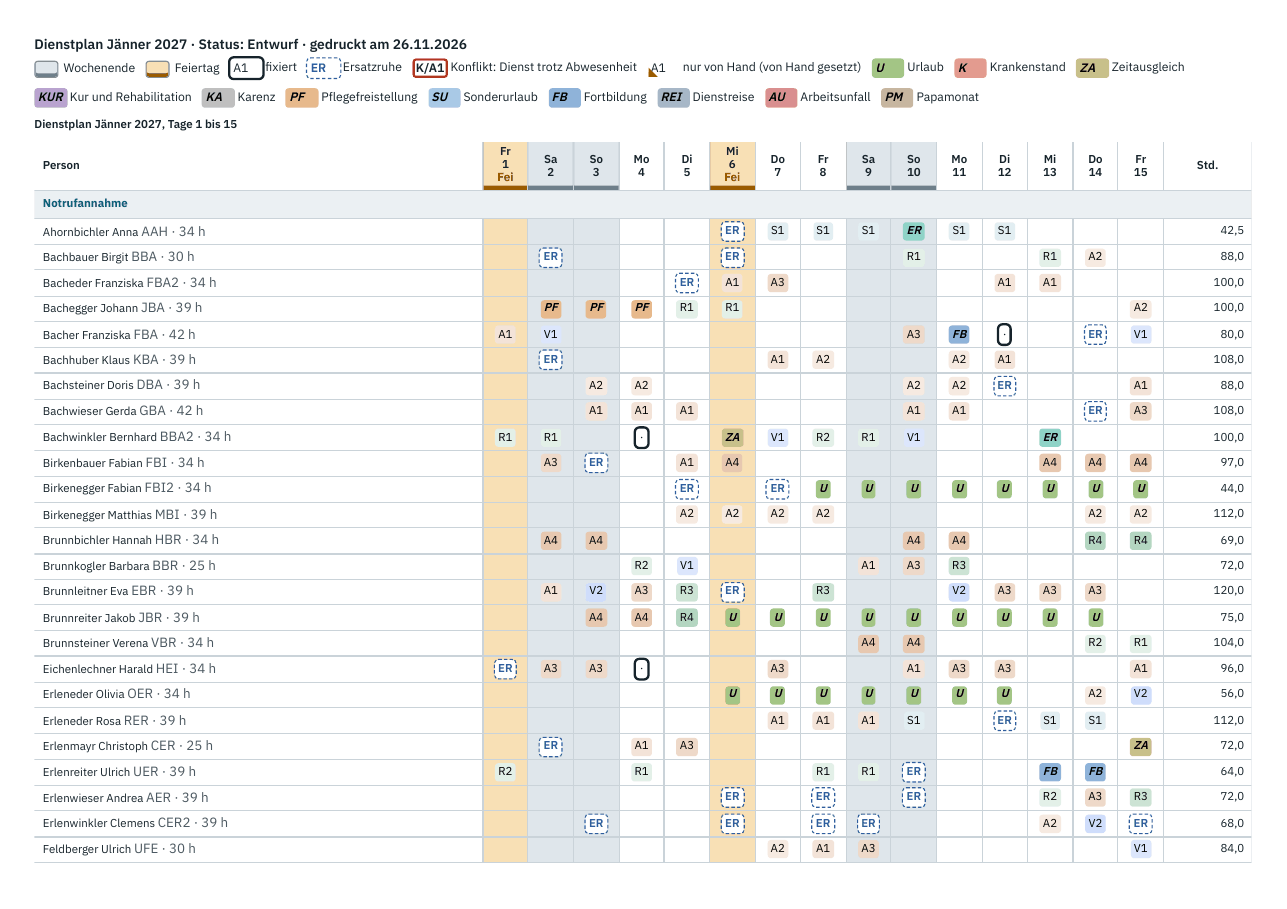 Dienstplan Jänner 2027 · Status: Entwurf · gedruckt am 26.11.2026
Wochenende Feiertag A1 fixiert ER Ersatzruhe K/A1 Konflikt: Dienst trotz Abwesenheit A1 nur von Hand (von Hand gesetzt) U Urlaub K Krankenstand ZA Zeitausgleich
KUR Kur und Rehabilitation KA Karenz PF Pflegefreistellung SU Sonderurlaub FB Fortbildung REI Dienstreise AU Arbeitsunfall PM Papamonat
Dienstplan Jänner 2027, Tage 1 bis 15
Person Fr 1 Fei Sa 2 So 3 Mo 4 Di 5 Mi 6 Fei Do 7 Fr 8 Sa 9 So 10 Mo 11 Di 12 Mi 13 Do 14 Fr 15 Std.
Notrufannahme
Ahornbichler Anna AAH · 34 h ER S1 S1 S1 ER S1 S1 42,5
Bachbauer Birgit BBA · 30 h ER ER R1 R1 A2 88,0
Bacheder Franziska FBA2 · 34 h ER A1 A3 A1 A1 100,0
Bachegger Johann JBA · 39 h PF PF PF R1 R1 A2 100,0
Bacher Franziska FBA · 42 h A1 V1 A3 FB · ER V1 80,0
Bachhuber Klaus KBA · 39 h ER A1 A2 A2 A1 108,0
Bachsteiner Doris DBA · 39 h A2 A2 A2 A2 ER A1 88,0
Bachwieser Gerda GBA · 42 h A1 A1 A1 A1 A1 ER A3 108,0
Bachwinkler Bernhard BBA2 · 34 h R1 R1 · ZA V1 R2 R1 V1 ER 100,0
Birkenbauer Fabian FBI · 34 h A3 ER A1 A4 A4 A4 A4 97,0
Birkenegger Fabian FBI2 · 34 h ER ER U U U U U U U U 44,0
Birkenegger Matthias MBI · 39 h A2 A2 A2 A2 A2 A2 112,0
Brunnbichler Hannah HBR · 34 h A4 A4 A4 A4 R4 R4 69,0
Brunnkogler Barbara BBR · 25 h R2 V1 A1 A3 R3 72,0
Brunnleitner Eva EBR · 39 h A1 V2 A3 R3 ER R3 V2 A3 A3 A3 120,0
Brunnreiter Jakob JBR · 39 h A4 A4 R4 U U U U U U U U U 75,0
Brunnsteiner Verena VBR · 34 h A4 A4 R2 R1 104,0
Eichenlechner Harald HEI · 34 h ER A3 A3 · A3 A1 A3 A3 A1 96,0
Erleneder Olivia OER · 34 h U U U U U U U A2 V2 56,0
Erleneder Rosa RER · 39 h A1 A1 A1 S1 ER S1 S1 112,0
Erlenmayr Christoph CER · 25 h ER A1 A3 ZA 72,0
Erlenreiter Ulrich UER · 39 h R2 R1 R1 R1 ER FB FB 64,0
Erlenwieser Andrea AER · 39 h ER ER ER R2 A3 R3 72,0
Erlenwinkler Clemens CER2 · 39 h ER ER ER ER A2 V2 ER 68,0
Feldberger Ulrich UFE · 30 h A2 A1 A3 V1 84,0